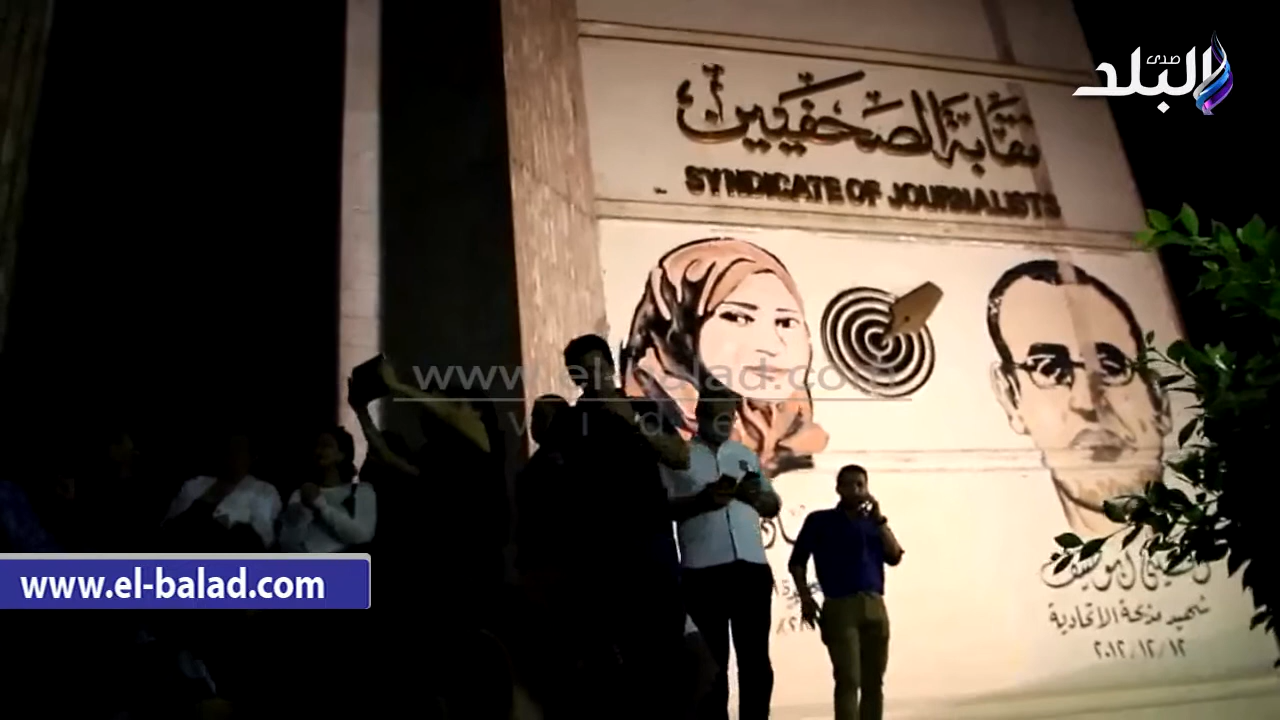 صدى
البلد
نقابة الصحفيين
SYNDICATE OF JOURNALISTS
www.el-balad.com
www.el-balad.com
شهيد مذبحة الاتحادية
٢٠١٢/١٢/١٢